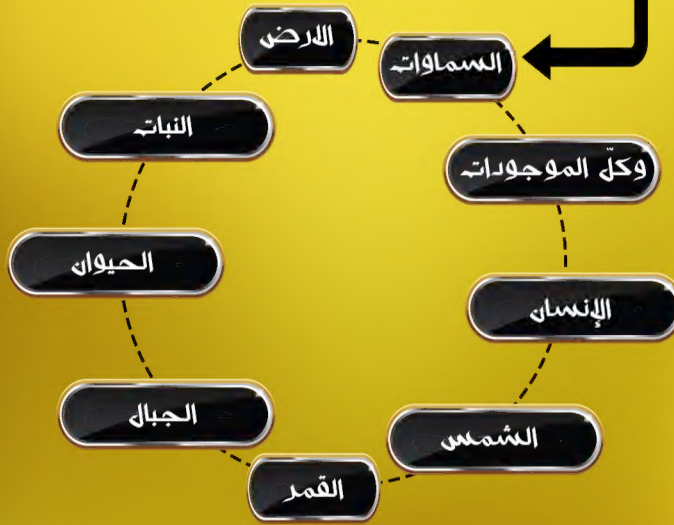 الارض
السماوات
النبات
وكلّ الموجودات
الحيوان
الإنسان
الجبال
الشمس
القمر